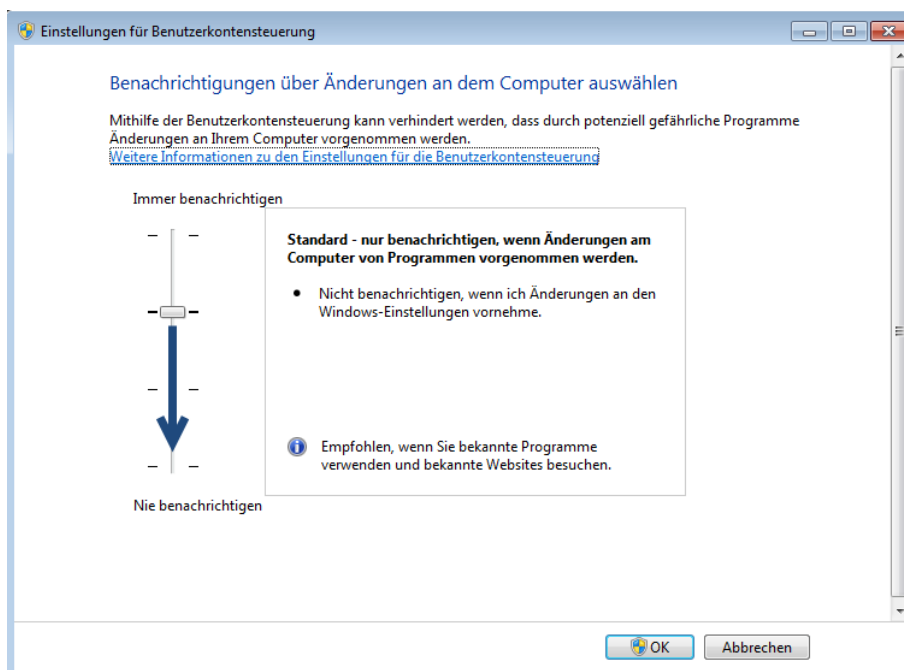 Einstellungen für Benutzerkontensteuerung
Benachrichtigungen über Änderungen an dem Computer auswählen
Mithilfe der Benutzerkontensteuerung kann verhindert werden, dass durch potenziell gefährliche Programme
Änderungen an Ihrem Computer vorgenommen werden.
Weitere Informationen zu den Einstellungen für die Benutzerkontensteuerung
Immer benachrichtigen
Standard - nur benachrichtigen, wenn Änderungen am
Computer von Programmen vorgenommen werden.
• Nicht benachrichtigen, wenn ich Änderungen an den
Windows-Einstellungen vornehme.
Empfohlen, wenn Sie bekannte Programme
verwenden und bekannte Websites besuchen.
Nie benachrichtigen
OK
Abbrechen